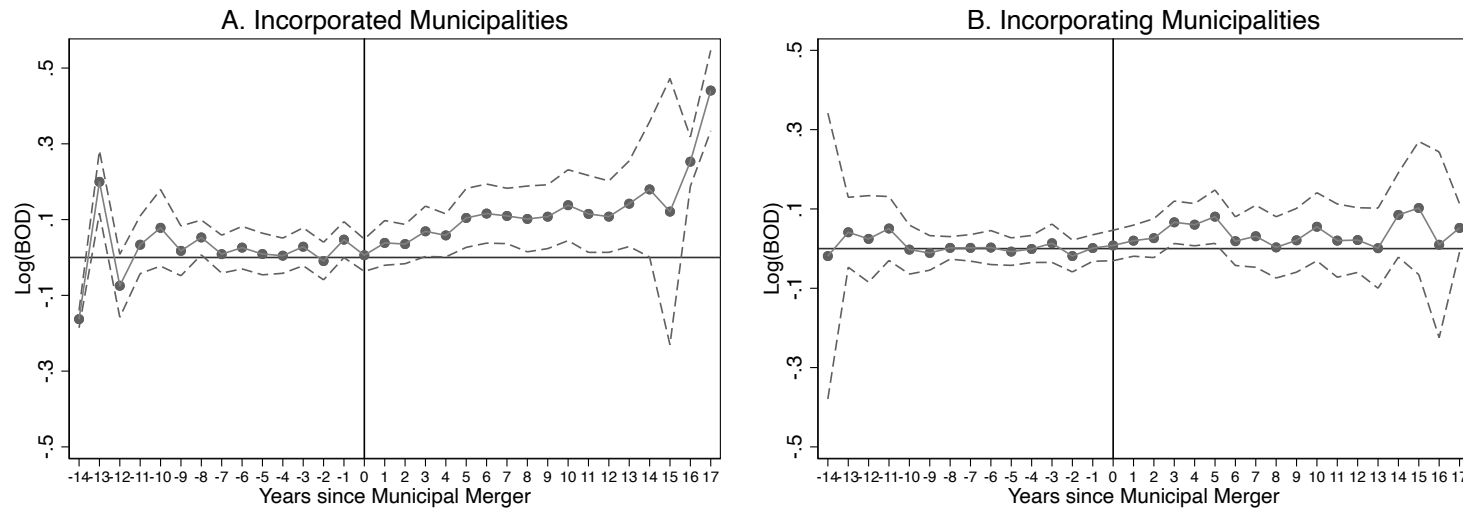 A. Incorporated Municipalities
Log(BOD)
.5
.3
.1
-.1
-.3
-.5
-14 -13 -12 -11 -10 -9 -8 -7 -6 -5 -4 -3 -2 -1 0 1 2 3 4 5 6 7 8 9 10 11 12 13 14 15 16 17
Years since Municipal Merger
B. Incorporating Municipalities
Log(BOD)
.5
.3
.1
-.1
-.3
-.5
-14 -13 -12 -11 -10 -9 -8 -7 -6 -5 -4 -3 -2 -1 0 1 2 3 4 5 6 7 8 9 10 11 12 13 14 15 16 17
Years since Municipal Merger